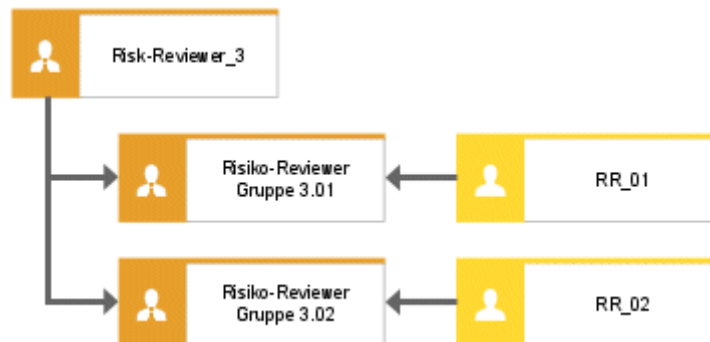 Risk-Reviewer_3
Risiko-Reviewer
Gruppe 3.01
RR_01
Risiko-Reviewer
Gruppe 3.02
RR_02